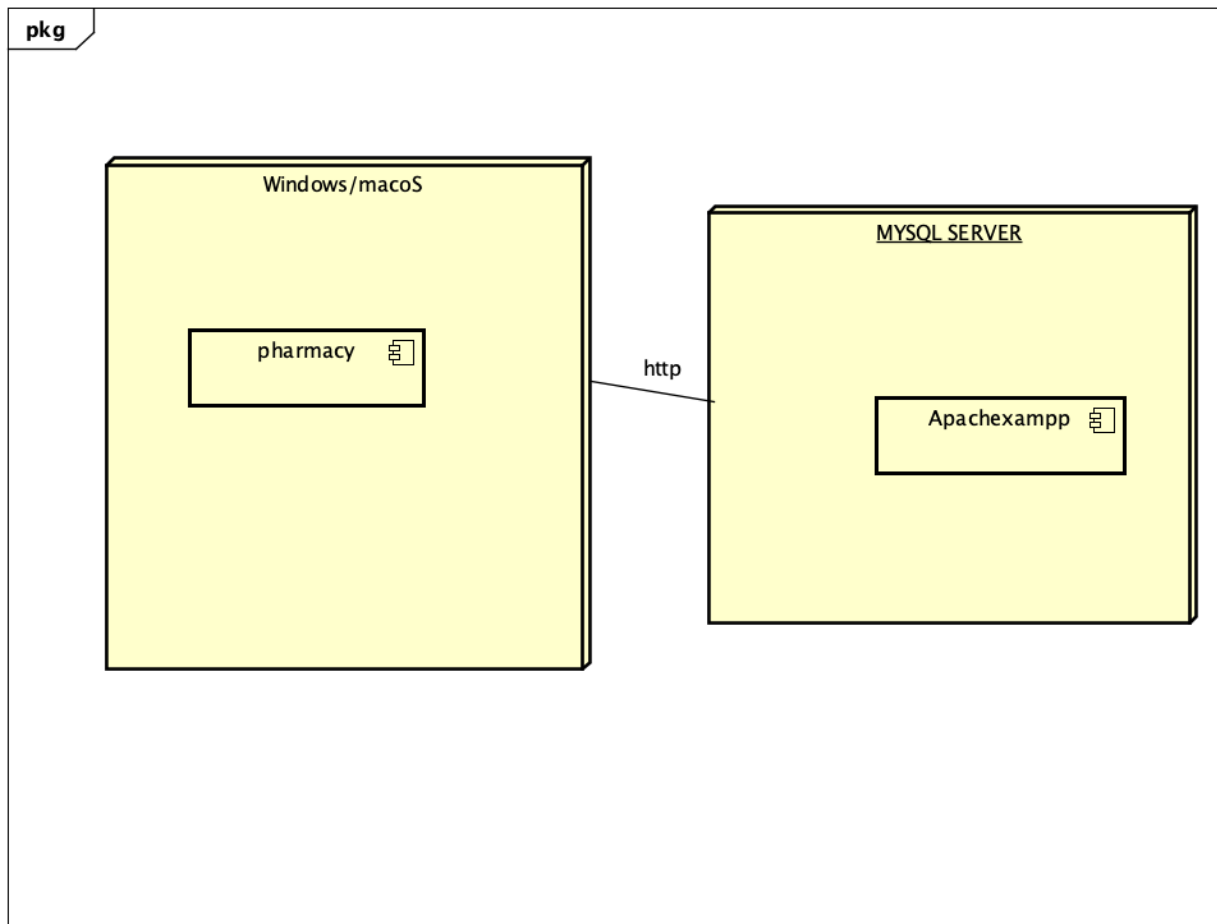 pkg
Windows/macoS
MYSQL SERVER
pharmacy
http
Apachexampp